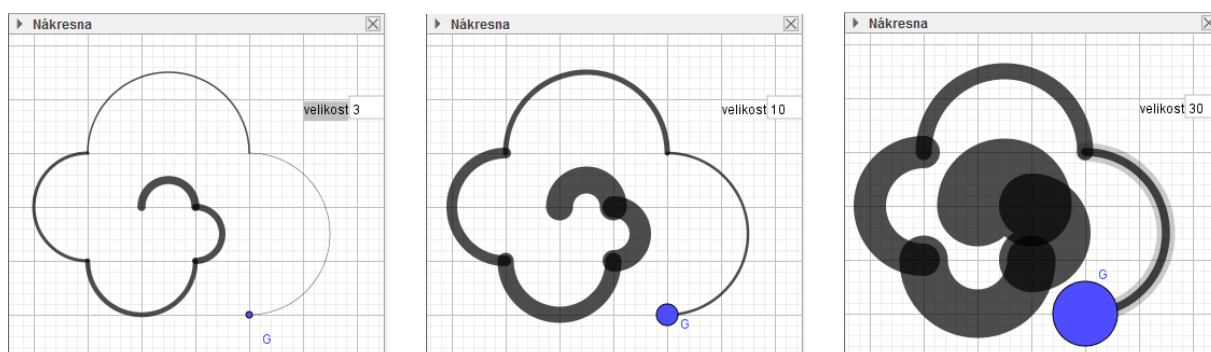 Nákresna
velikost 3
G
Nákresna
velikost 10
G
Nákresna
velikost 30
G